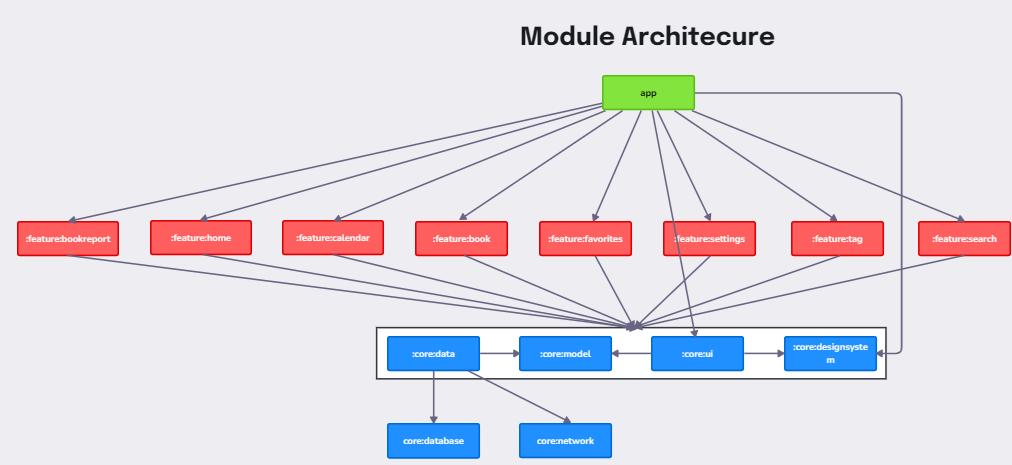 Module Architecure
app
:feature:bookreport
:feature:home
:feature:calendar
:feature:book
:feature:favorites
:feature:settings
:feature:tag
:feature:search
:core:data
:core:model
:core:ui
:core:designsyste
m
core:database
core:network